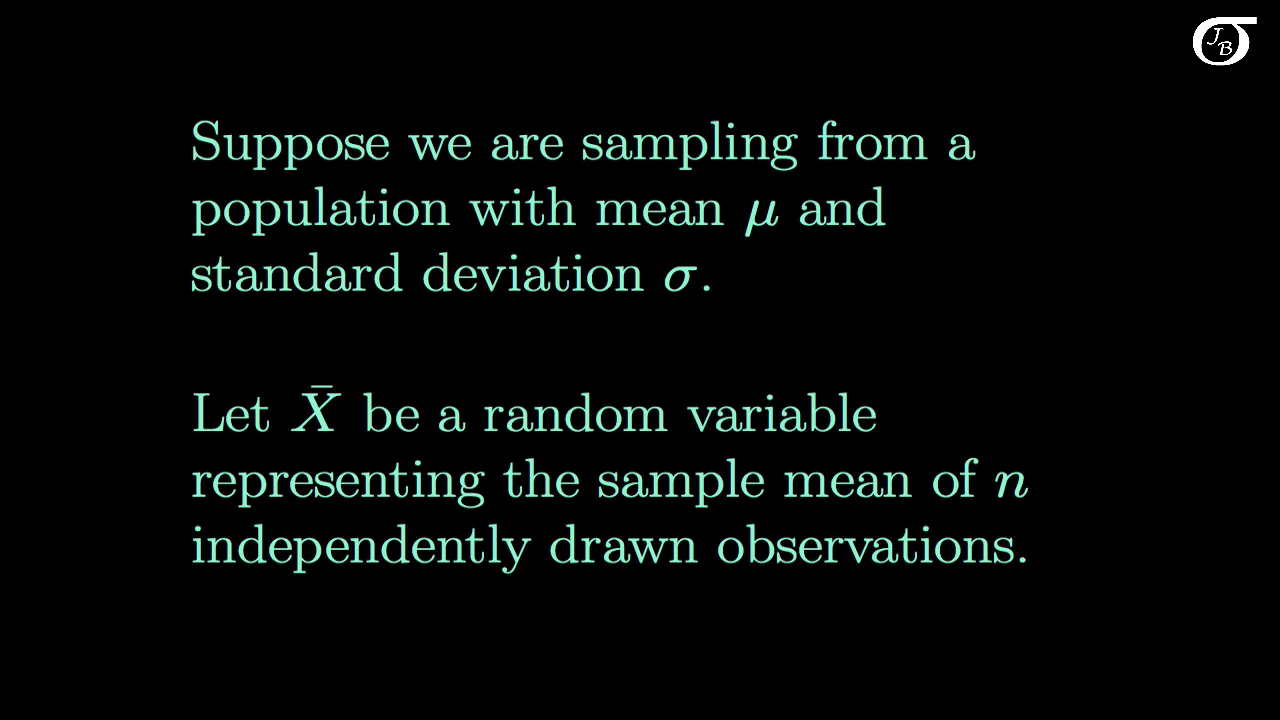 σ
J
B
Suppose we are sampling from a
population with mean μ and
standard deviation σ.
Let X̄ be a random variable
representing the sample mean of n
independently drawn observations.